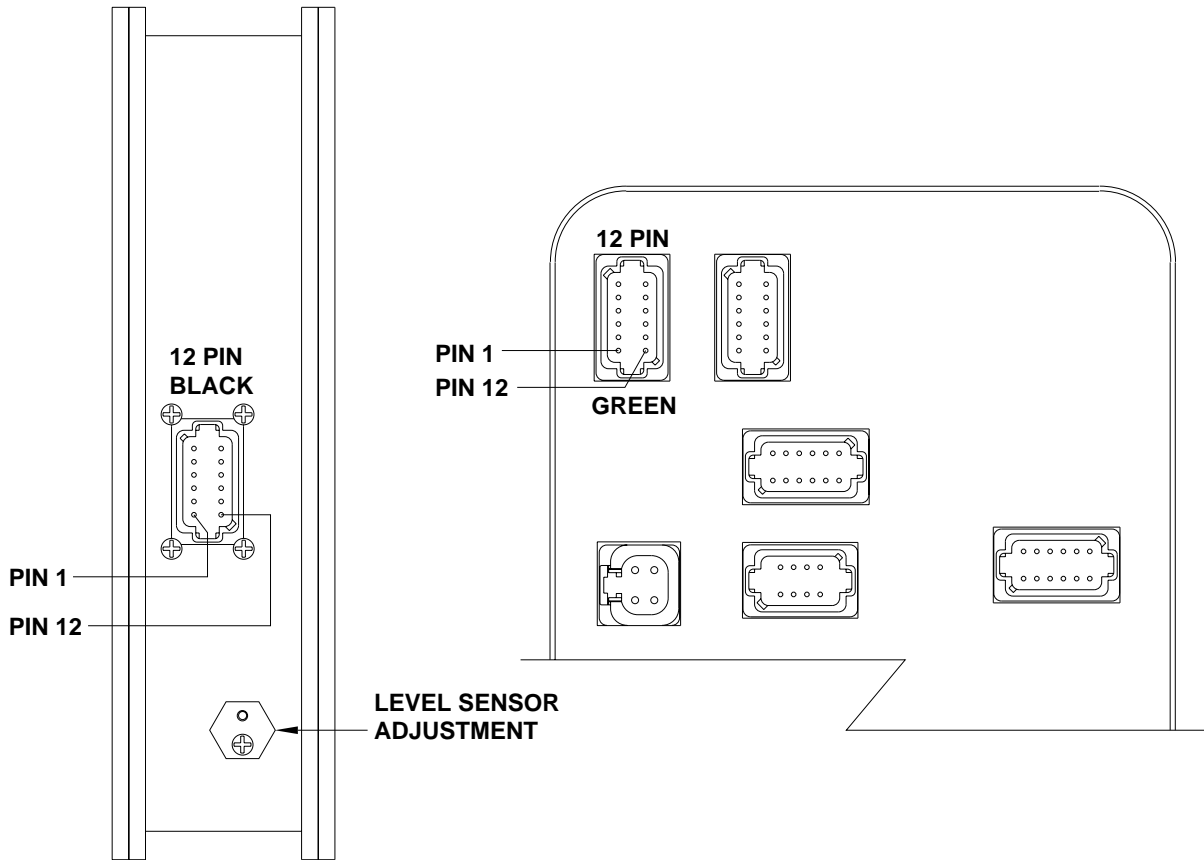 12 PIN
BLACK
PIN 1
PIN 12
LEVEL SENSOR
ADJUSTMENT
12 PIN
PIN 1
PIN 12
GREEN